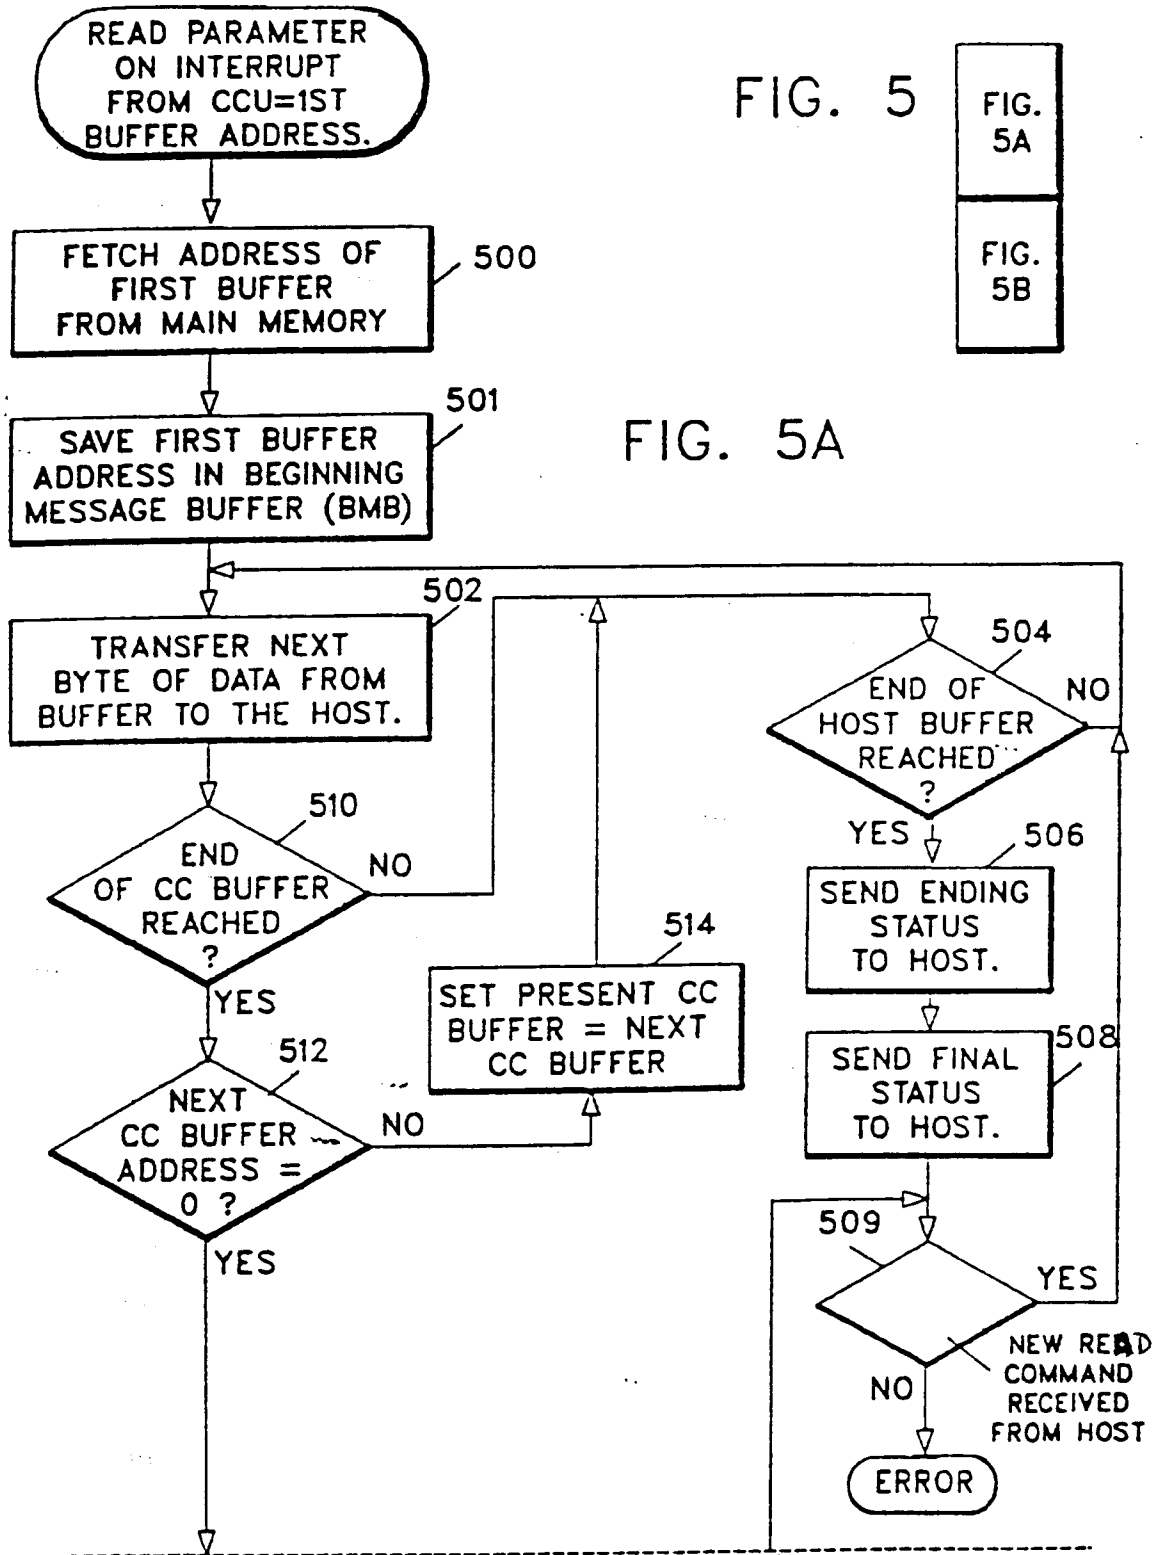 READ PARAMETER
ON INTERRUPT
FROM CCU=1ST
BUFFER ADDRESS.
FIG. 5
FIG.
5A
FIG.
5B
FETCH ADDRESS OF
FIRST BUFFER
FROM MAIN MEMORY
500
501
SAVE FIRST BUFFER
ADDRESS IN BEGINNING
MESSAGE BUFFER (BMB)
FIG. 5A
502
TRANSFER NEXT
BYTE OF DATA FROM
BUFFER TO THE HOST.
504
END OF
HOST BUFFER
REACHED
?
NO
YES
510
END
OF CC BUFFER
REACHED
?
NO
YES
506
SEND ENDING
STATUS
TO HOST.
514
SET PRESENT CC
BUFFER = NEXT
CC BUFFER
508
SEND FINAL
STATUS
TO HOST.
512
NEXT
CC BUFFER
ADDRESS =
0 ?
NO
YES
509
YES
NEW READ
COMMAND
RECEIVED
FROM HOST
NO
ERROR